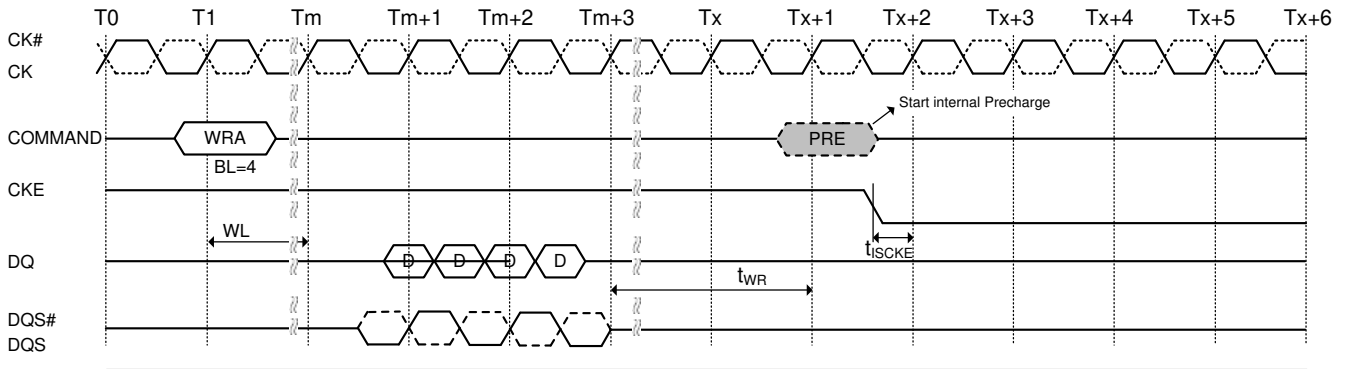 T0 T1 Tm Tm+1 Tm+2 Tm+3 Tx Tx+1 Tx+2 Tx+3 Tx+4 Tx+5 Tx+6
CK#
CK
Start internal Precharge
COMMAND WRA PRE
BL=4
CKE
WL
tISCKE
DQ D D D D
tWR
DQS#
DQS